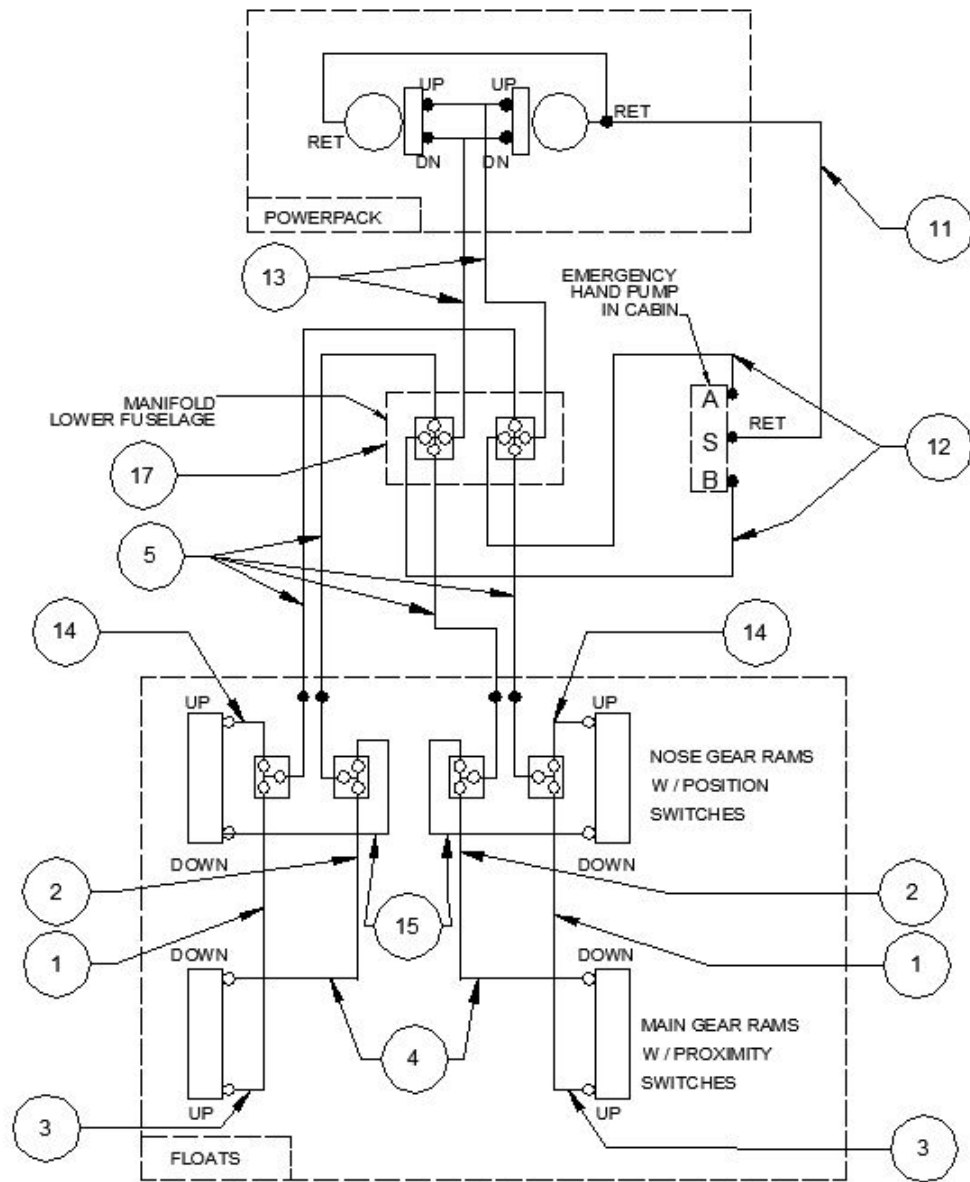 UP
UP
RET
RET
DN
DN
POWERPACK
11
13
EMERGENCY
HAND PUMP
IN CABIN
MANIFOLD
LOWER FUSELAGE
A
RET
S
B
12
17
5
14
14
UP
UP
NOSE GEAR RAMS
W / POSITION
SWITCHES
DOWN
DOWN
2
2
15
1
1
DOWN
DOWN
MAIN GEAR RAMS
W / PROXIMITY
SWITCHES
4
UP
UP
3
3
FLOATS